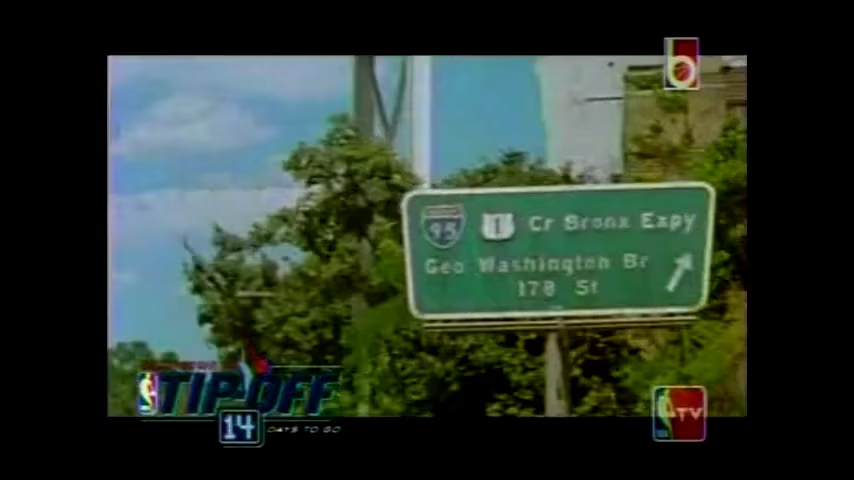 95 1 Cr Bronx Expy
Geo Washington Br
178 St
TIP-OFF
14 DAYS TO GO
TV